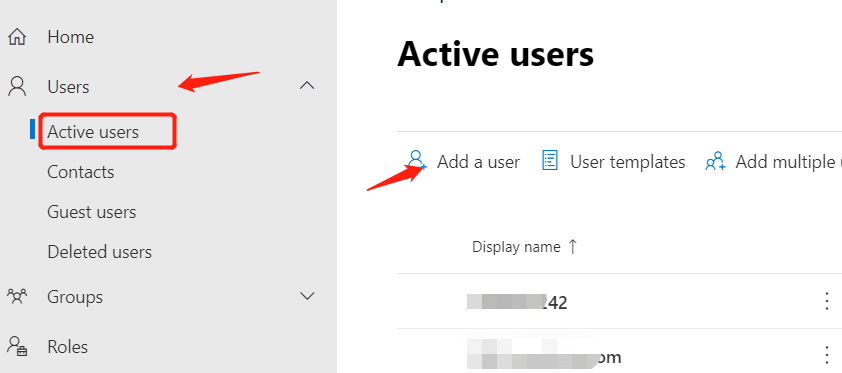 Home
Users
Active users
Contacts
Guest users
Deleted users
Groups
Roles
Active users
Add a user
User templates
Add multiple
Display name ↑
242
om